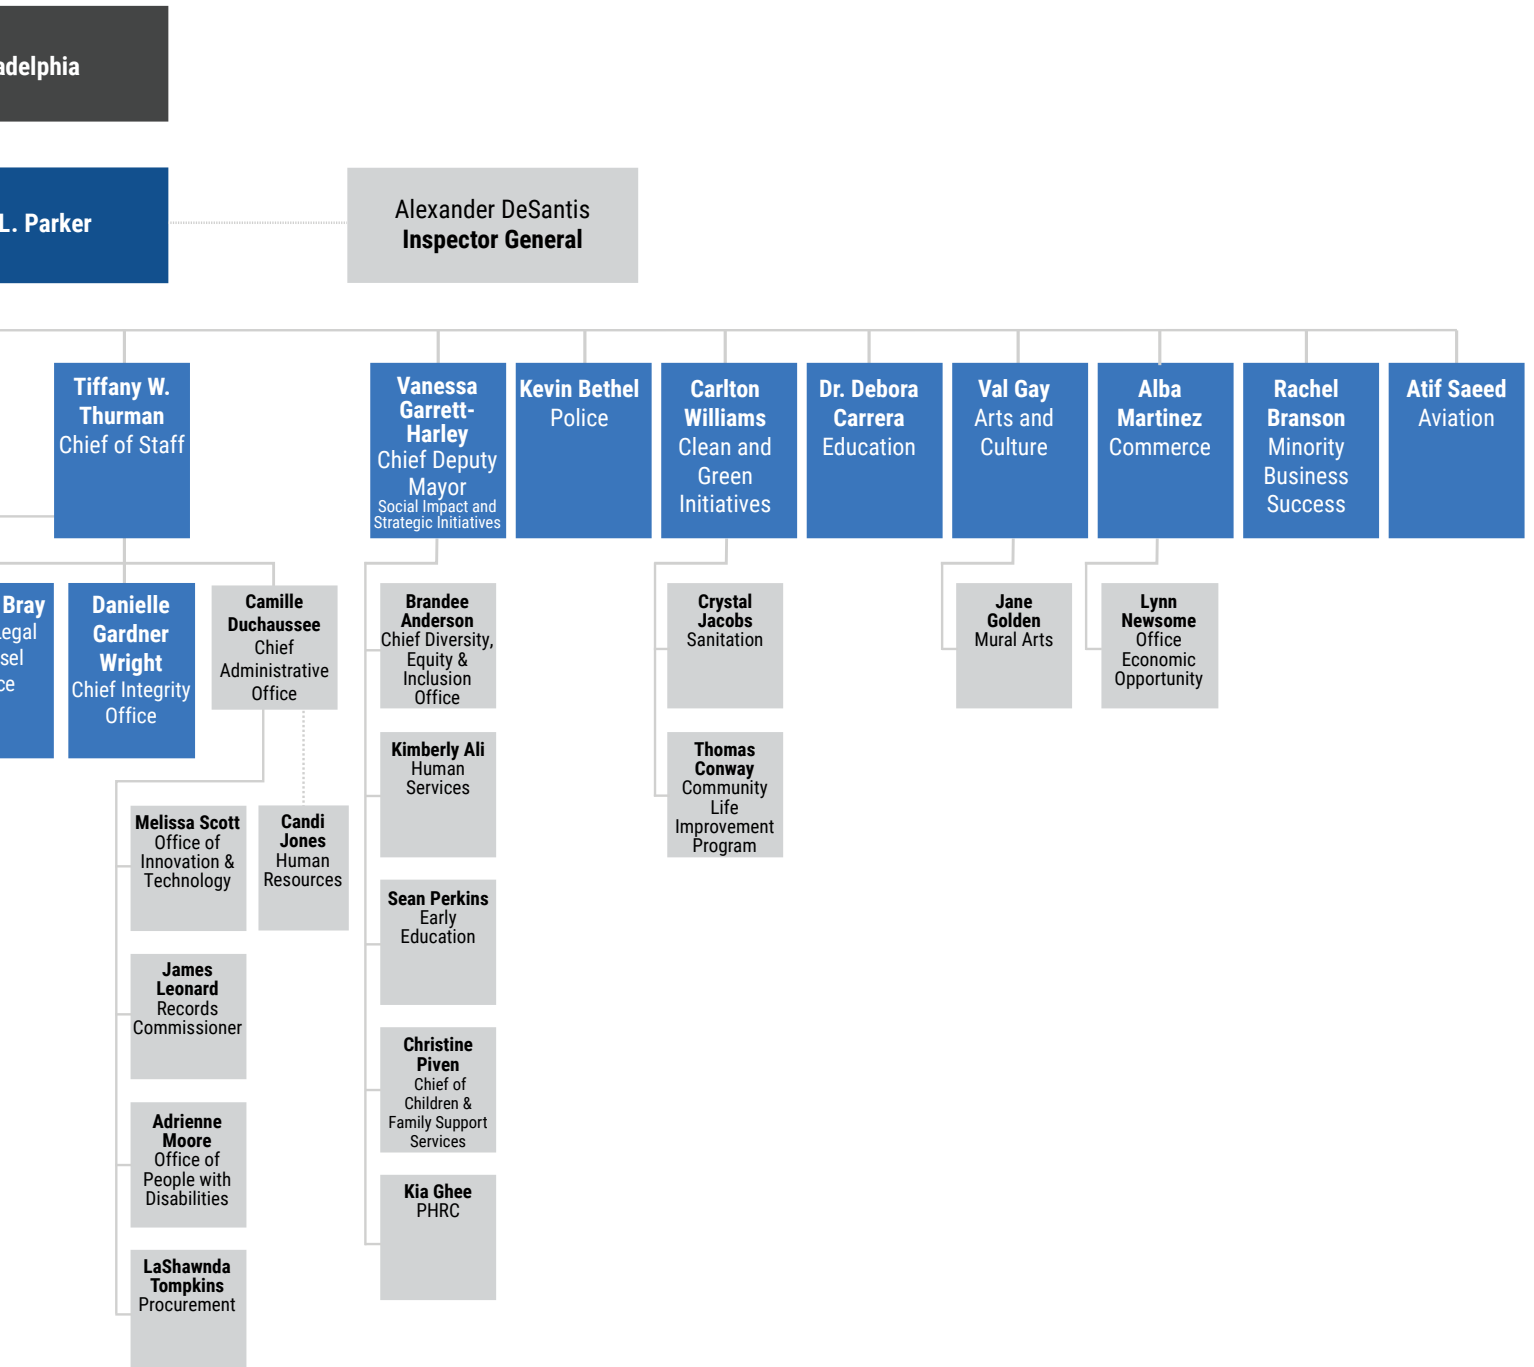 adelphia
L. Parker
Alexander DeSantis
Inspector General
Tiffany W.
Thurman
Chief of Staff
Vanessa
Garrett-
Harley
Chief Deputy
Mayor
Social Impact and
Strategic Initiatives
Kevin Bethel
Police
Carlton
Williams
Clean and
Green
Initiatives
Dr. Debora
Carrera
Education
Val Gay
Arts and
Culture
Alba
Martinez
Commerce
Rachel
Branson
Minority
Business
Success
Atif Saeed
Aviation
Bray
egal
sel
ce
Danielle
Gardner
Wright
Chief Integrity
Office
Camille
Duchaussee
Chief
Administrative
Office
Melissa Scott
Office of
Innovation &
Technology
Candi
Jones
Human
Resources
James
Leonard
Records
Commissioner
Adrienne
Moore
Office of
People with
Disabilities
LaShawnda
Tompkins
Procurement
Brandee
Anderson
Chief Diversity,
Equity &
Inclusion
Office
Kimberly Ali
Human
Services
Sean Perkins
Early
Education
Christine
Piven
Chief of
Children &
Family Support
Services
Kia Ghee
PHRC
Crystal
Jacobs
Sanitation
Thomas
Conway
Community
Life
Improvement
Program
Jane
Golden
Mural Arts
Lynn
Newsome
Office
Economic
Opportunity